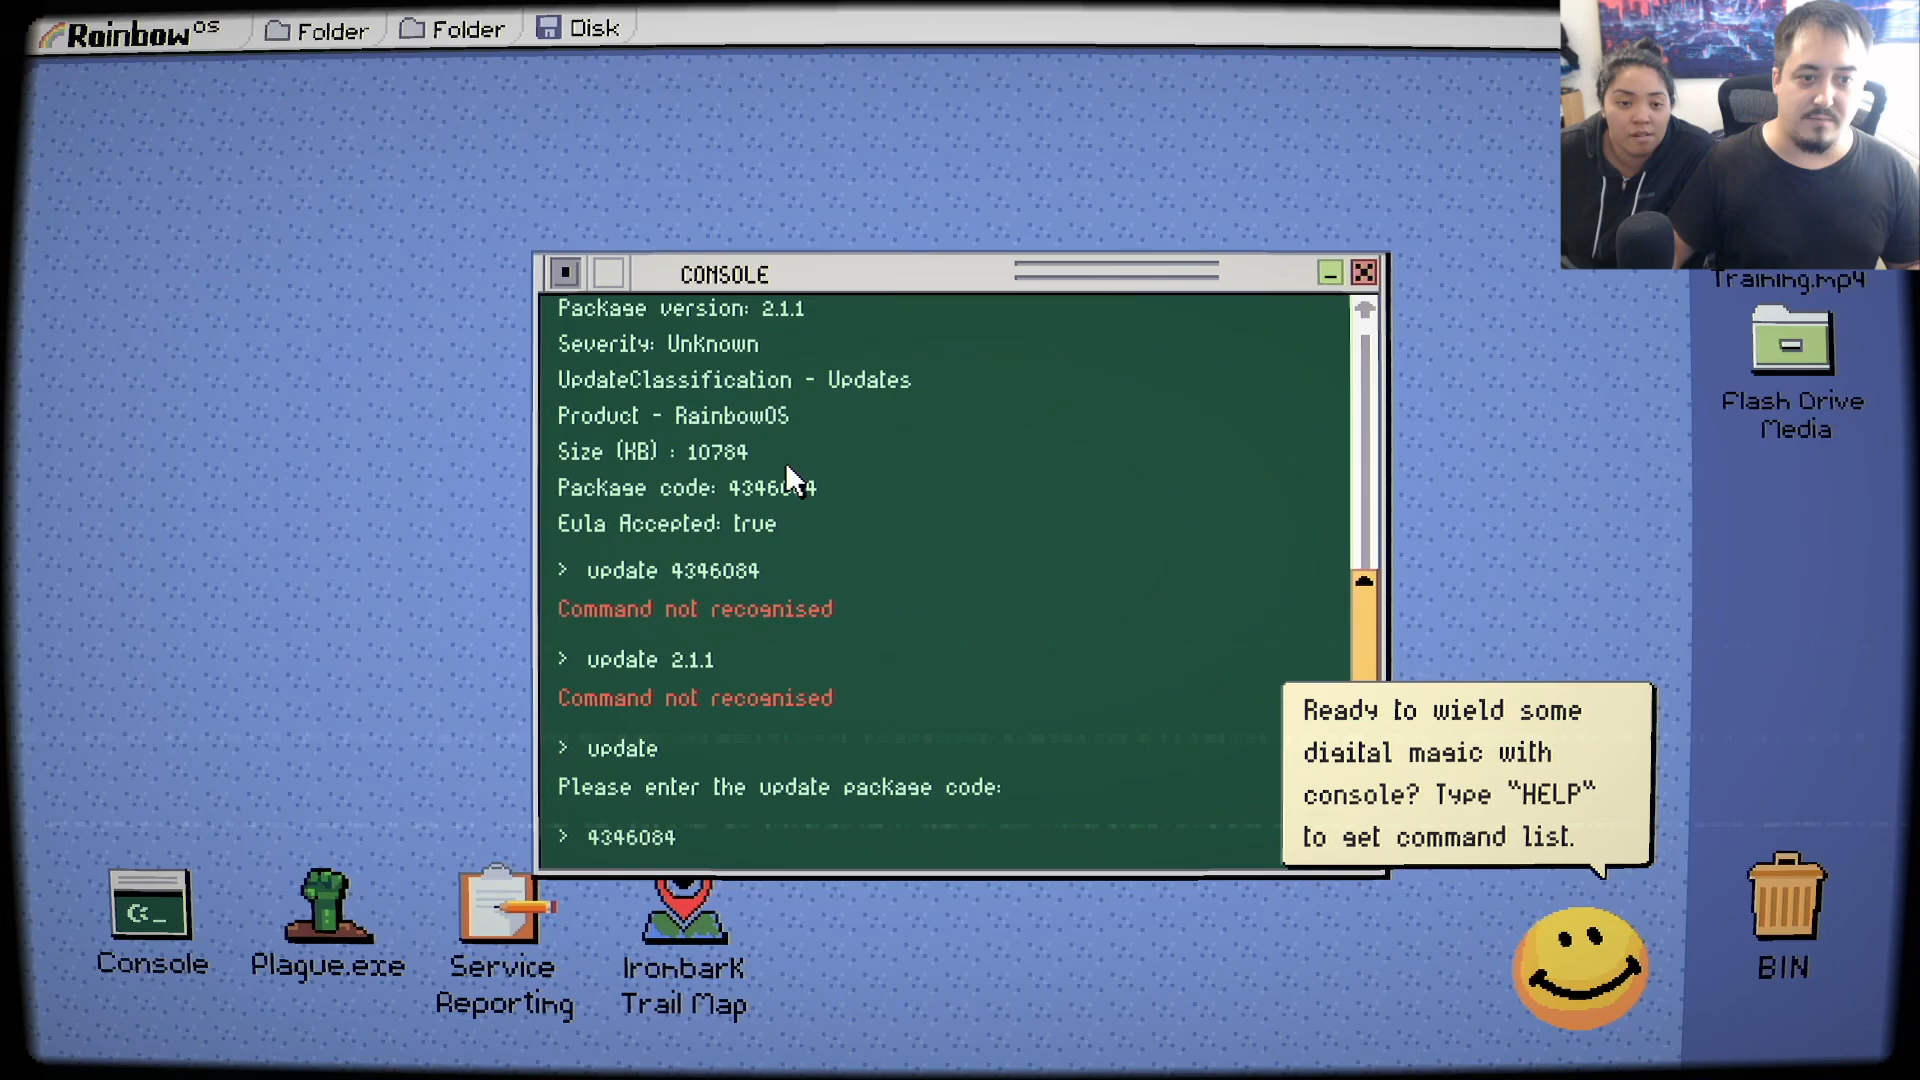 Rainbow OS
Folder
Folder
Disk
CONSOLE
Package version: 2.1.1
Severity: Unknown
UpdateClassification - Updates
Product - RainbowOS
Size (KB) : 10784
Package code:
Eula Accepted: true
> update 4346084
Command not recognised
> update 2.1.1
Command not recognised
> update
Please enter the update package code:
> 4346084
Ready to wield some
digital magic with
console? Type "HELP"
to get command list.
Training.mp4
Flash Drive
Media
C:_
Console
Plague.exe
Service
Reporting
Ironbark
Trail Map
BIN